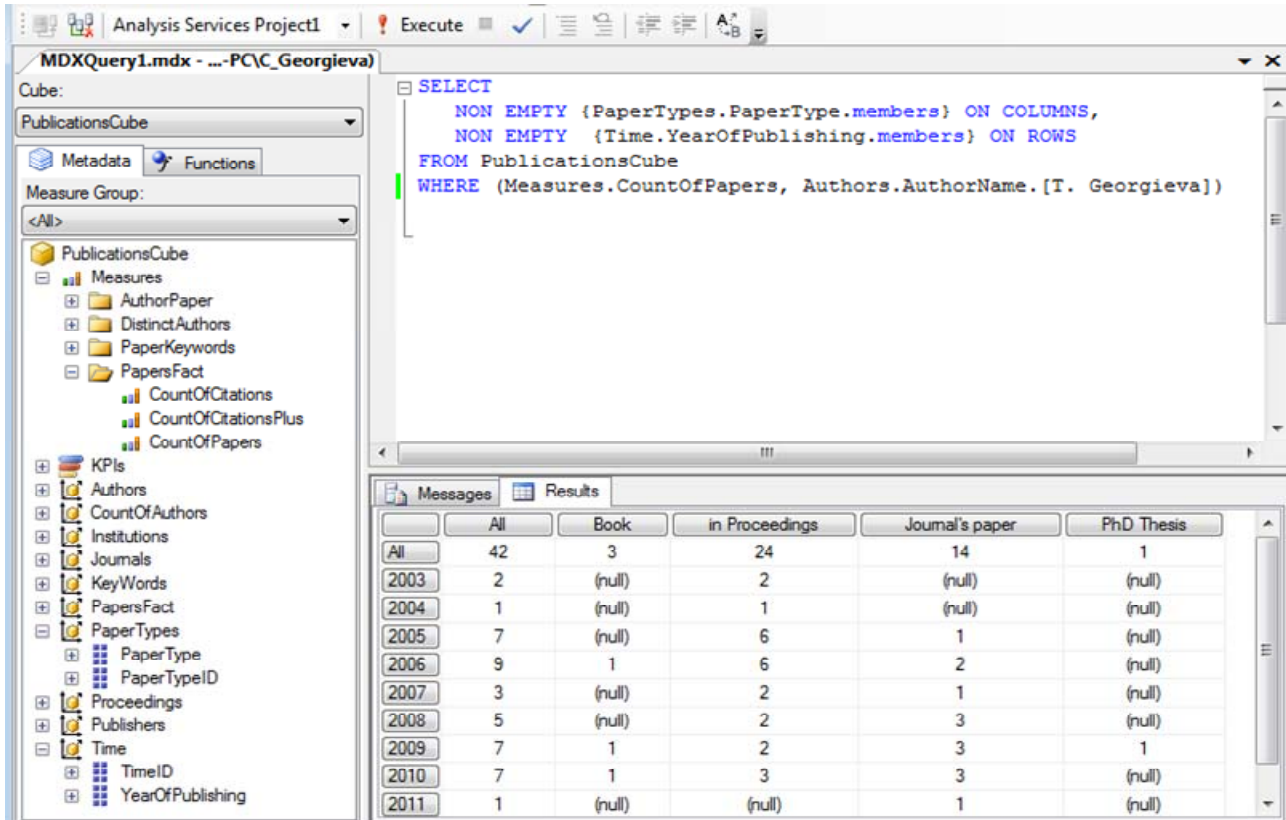 Analysis Services Project1 Execute
MDXQuery1.mdx - ...-PC\C_Georgieva)
Cube:
PublicationsCube
Metadata Functions
Measure Group:
<All>
PublicationsCube
Measures
AuthorPaper
DistinctAuthors
PaperKeywords
PapersFact
CountOfCitations
CountOfCitationsPlus
CountOfPapers
KPIs
Authors
CountOfAuthors
Institutions
Journals
KeyWords
PapersFact
PaperTypes
PaperType
PaperTypeID
Proceedings
Publishers
Time
TimeID
YearOfPublishing
SELECT
NON EMPTY {PaperTypes.PaperType.members} ON COLUMNS,
NON EMPTY {Time.YearOfPublishing.members} ON ROWS
FROM PublicationsCube
WHERE (Measures.CountOfPapers, Authors.AuthorName.[T. Georgieva])
Messages Results
All Book in Proceedings Journal's paper PhD Thesis
All 42 3 24 14 1
2003 2 (null) 2 (null) (null)
2004 1 (null) 1 (null) (null)
2005 7 (null) 6 1 (null)
2006 9 1 6 2 (null)
2007 3 (null) 2 1 (null)
2008 5 (null) 2 3 (null)
2009 7 1 2 3 1
2010 7 1 3 3 (null)
2011 1 (null) (null) 1 (null)